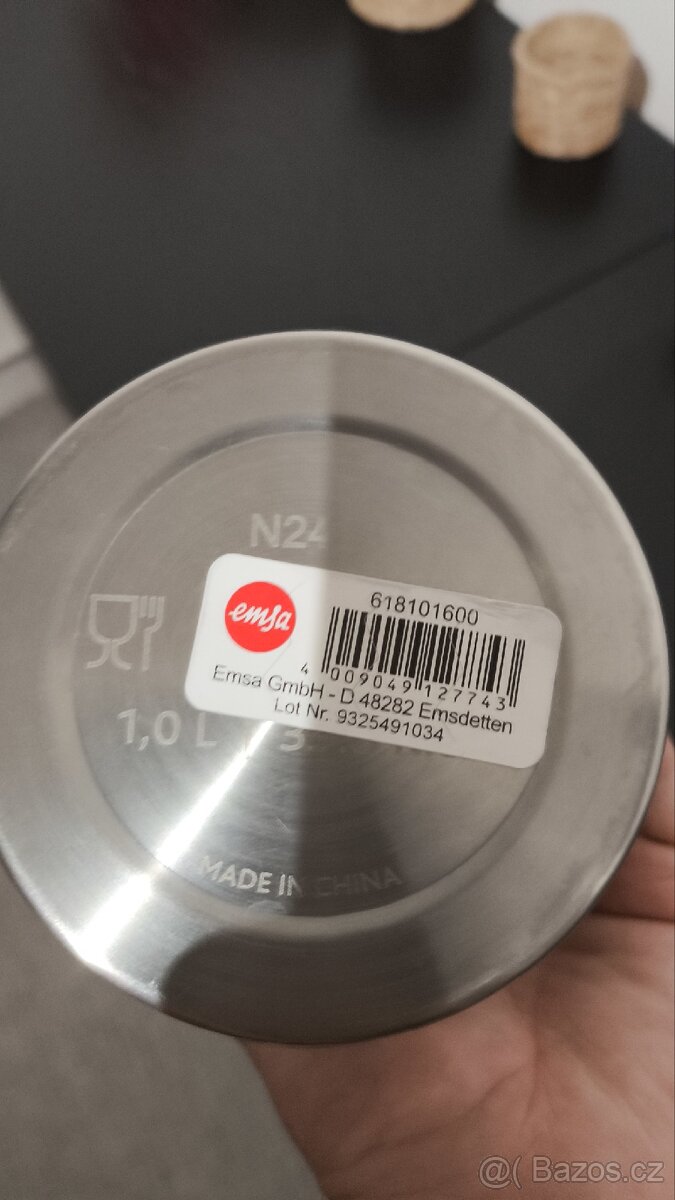 N24
emsa
618101600
4 009049 127743
Emsa GmbH - D 48282 Emsdetten
Lot Nr. 9325491034
1,0 L
MADE IN CHINA
@( Bazos.cz